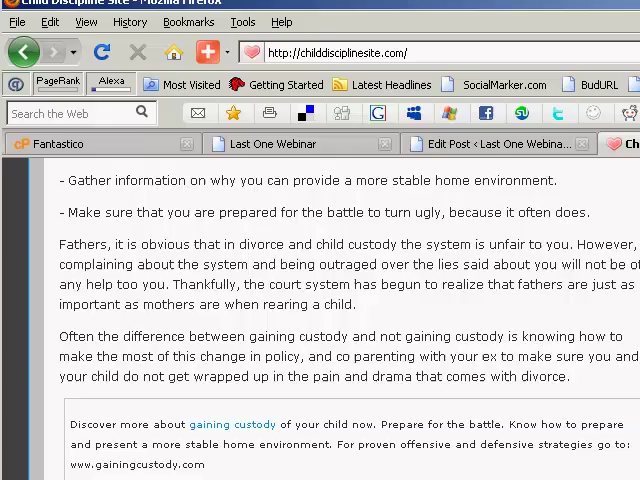 Child Discipline Site - Mozilla Firefox
File Edit View History Bookmarks Tools Help
http://childdisciplinesite.com/
PageRank Alexa Most Visited Getting Started Latest Headlines SocialMarker.com BudURL
Search the Web
Fantastico Last One Webinar Edit Post ‹ Last One Webina... Ch
- Gather information on why you can provide a more stable home environment.
- Make sure that you are prepared for the battle to turn ugly, because it often does.
Fathers, it is obvious that in divorce and child custody the system is unfair to you. However,
complaining about the system and being outraged over the lies said about you will not be of
any help too you. Thankfully, the court system has begun to realize that fathers are just as
important as mothers are when rearing a child.
Often the difference between gaining custody and not gaining custody is knowing how to
make the most of this change in policy, and co parenting with your ex to make sure you and
your child do not get wrapped up in the pain and drama that comes with divorce.
Discover more about gaining custody of your child now. Prepare for the battle. Know how to prepare
and present a more stable home environment. For proven offensive and defensive strategies go to:
www.gainingcustody.com